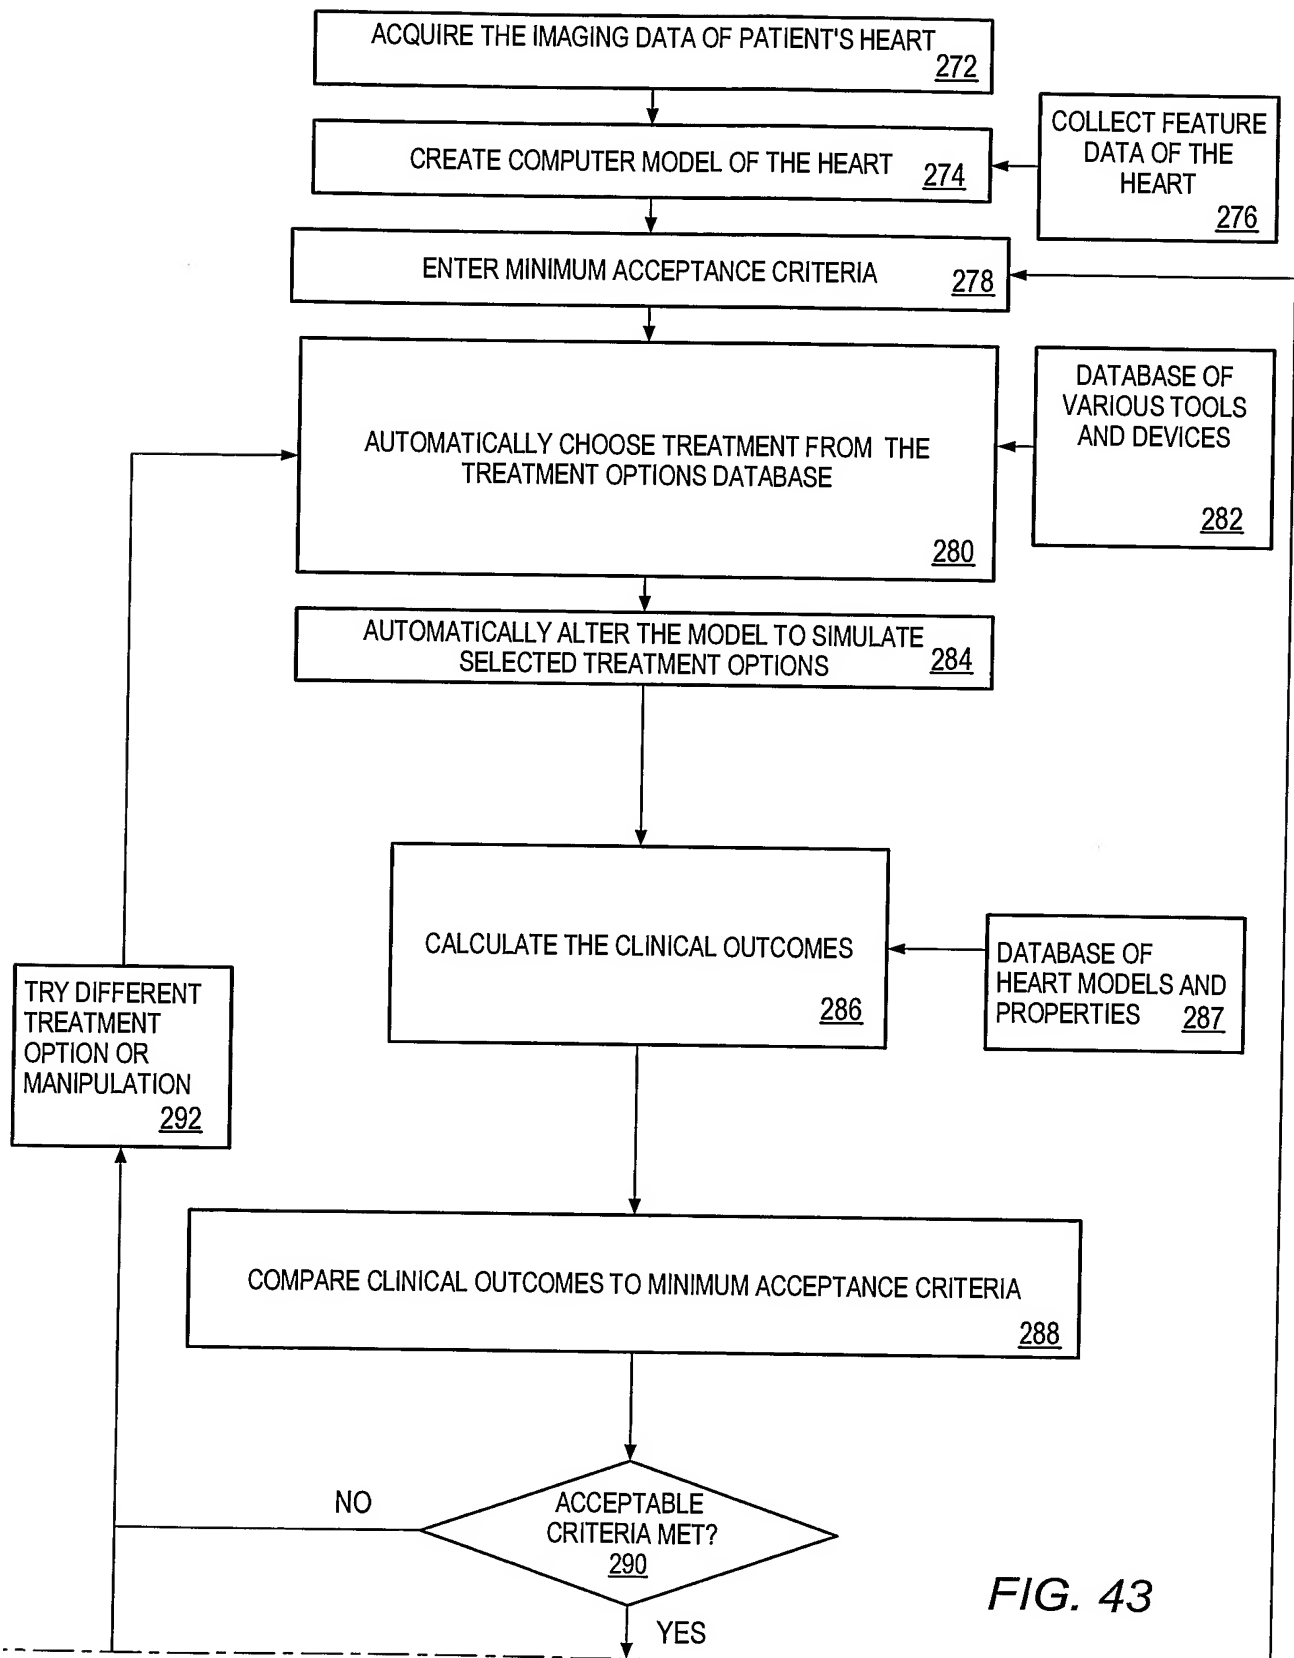 ACQUIRE THE IMAGING DATA OF PATIENT'S HEART
272
CREATE COMPUTER MODEL OF THE HEART 274
COLLECT FEATURE
DATA OF THE
HEART
276
ENTER MINIMUM ACCEPTANCE CRITERIA 278
AUTOMATICALLY CHOOSE TREATMENT FROM THE
TREATMENT OPTIONS DATABASE
280
DATABASE OF
VARIOUS TOOLS
AND DEVICES
282
AUTOMATICALLY ALTER THE MODEL TO SIMULATE
SELECTED TREATMENT OPTIONS 284
CALCULATE THE CLINICAL OUTCOMES
286
DATABASE OF
HEART MODELS AND
PROPERTIES 287
TRY DIFFERENT
TREATMENT
OPTION OR
MANIPULATION
292
COMPARE CLINICAL OUTCOMES TO MINIMUM ACCEPTANCE CRITERIA
288
NO
ACCEPTABLE
CRITERIA MET?
290
YES
FIG. 43